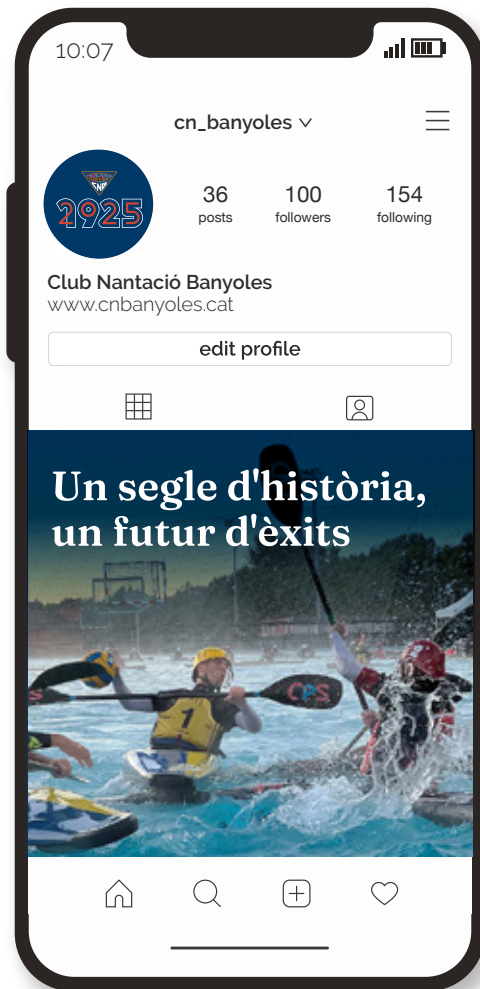 10:07
cn_banyoles
CNB
1925
36 100 154
posts followers following
Club Nantació Banyoles
www.cnbanyoles.cat
edit profile
Un segle d'història,
un futur d'èxits
1
CPS